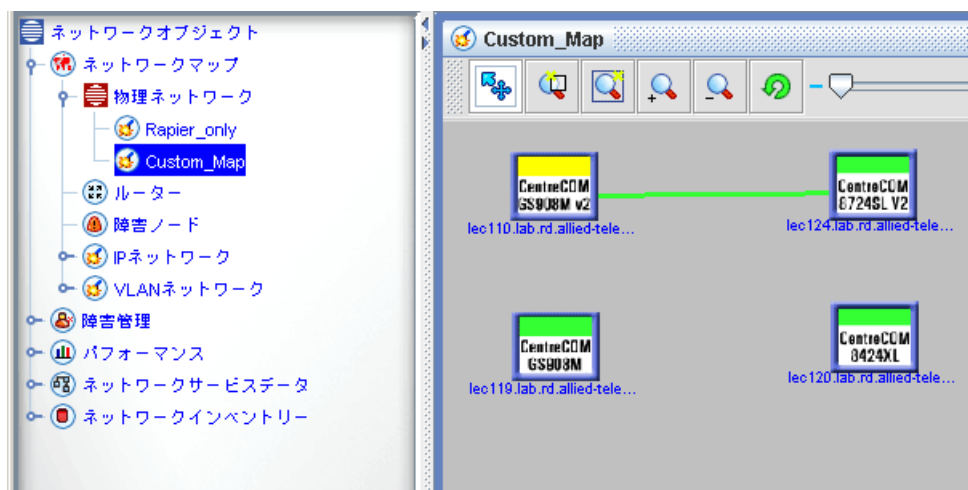 ネットワークオブジェクト
ネットワークマップ
物理ネットワーク
Rapier_only
Custom_Map
ルーター
障害ノード
IPネットワーク
VLANネットワーク
障害管理
パフォーマンス
ネットワークサービスデータ
ネットワークインベントリー
Custom_Map
CentreCOM
GS908M v2
lec110.lab.rd.allied-tele...
CentreCOM
8724SL V2
lec124.lab.rd.allied-tele...
CentreCOM
GS908M
lec119.lab.rd.allied-tele...
CentreCOM
8424XL
lec120.lab.rd.allied-tele...